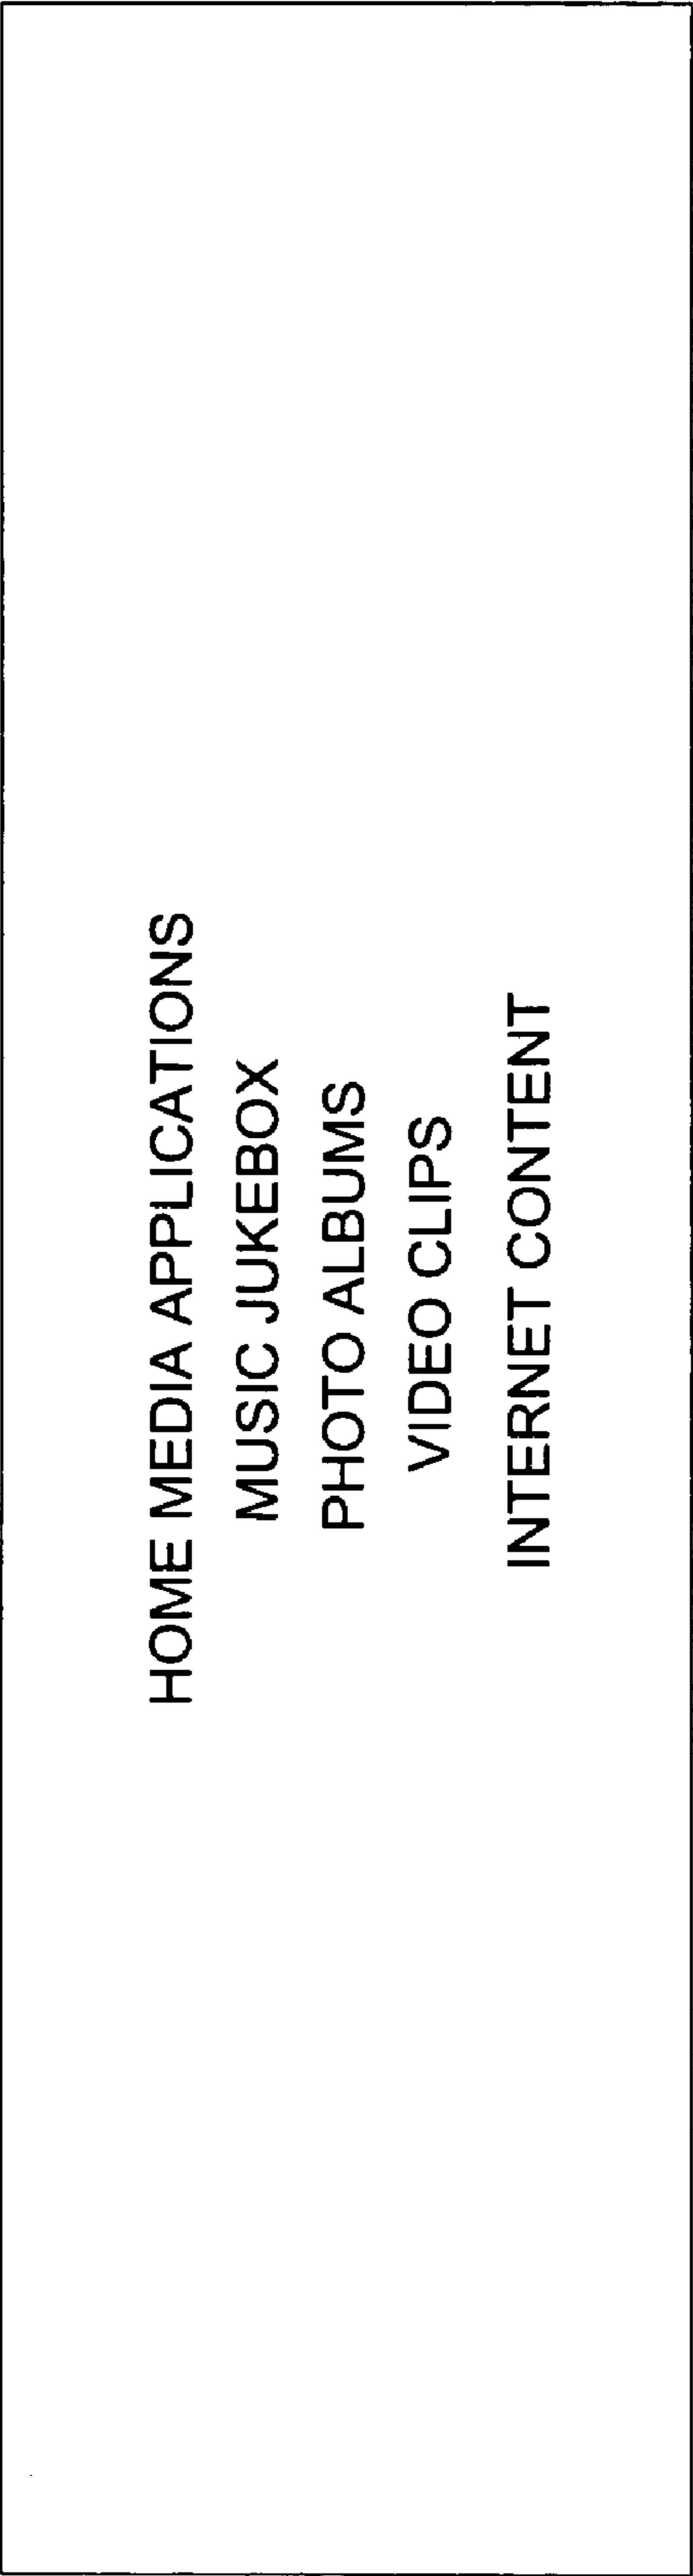 HOME MEDIA APPLICATIONS
MUSIC JUKEBOX
PHOTO ALBUMS
VIDEO CLIPS
INTERNET CONTENT